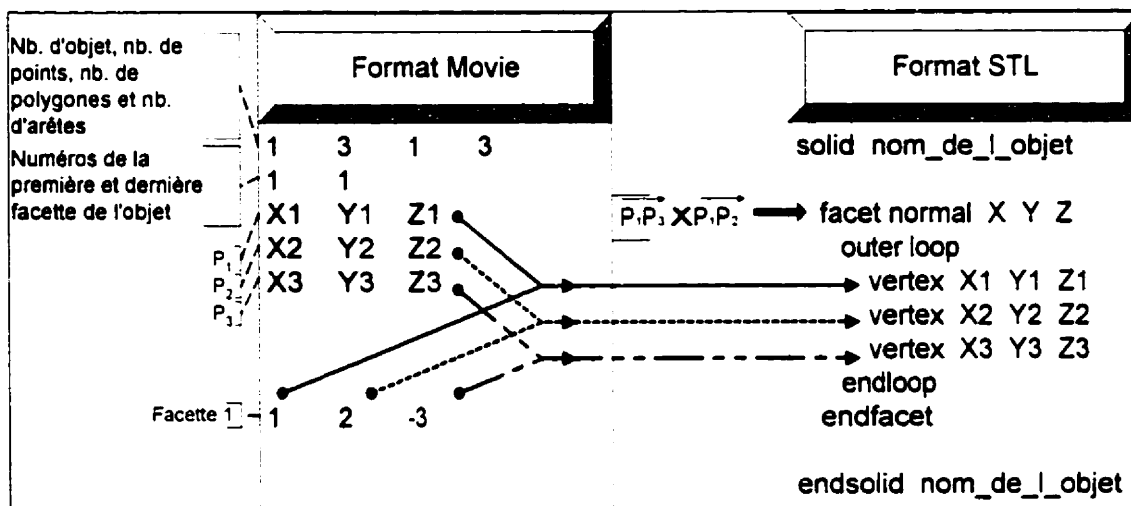 Nb. d'objet, nb. de
points, nb. de
polygones et nb.
d'arêtes
Numéros de la
première et dernière
facette de l'objet
P1
P2
P3
Facette 1
Format Movie
1 3 1 3
1 1
X1 Y1 Z1
X2 Y2 Z2
X3 Y3 Z3
1 2 -3
P1P3 X P1P2
Format STL
solid nom_de_l_objet
facet normal X Y Z
outer loop
vertex X1 Y1 Z1
vertex X2 Y2 Z2
vertex X3 Y3 Z3
endloop
endfacet
endsolid nom_de_l_objet